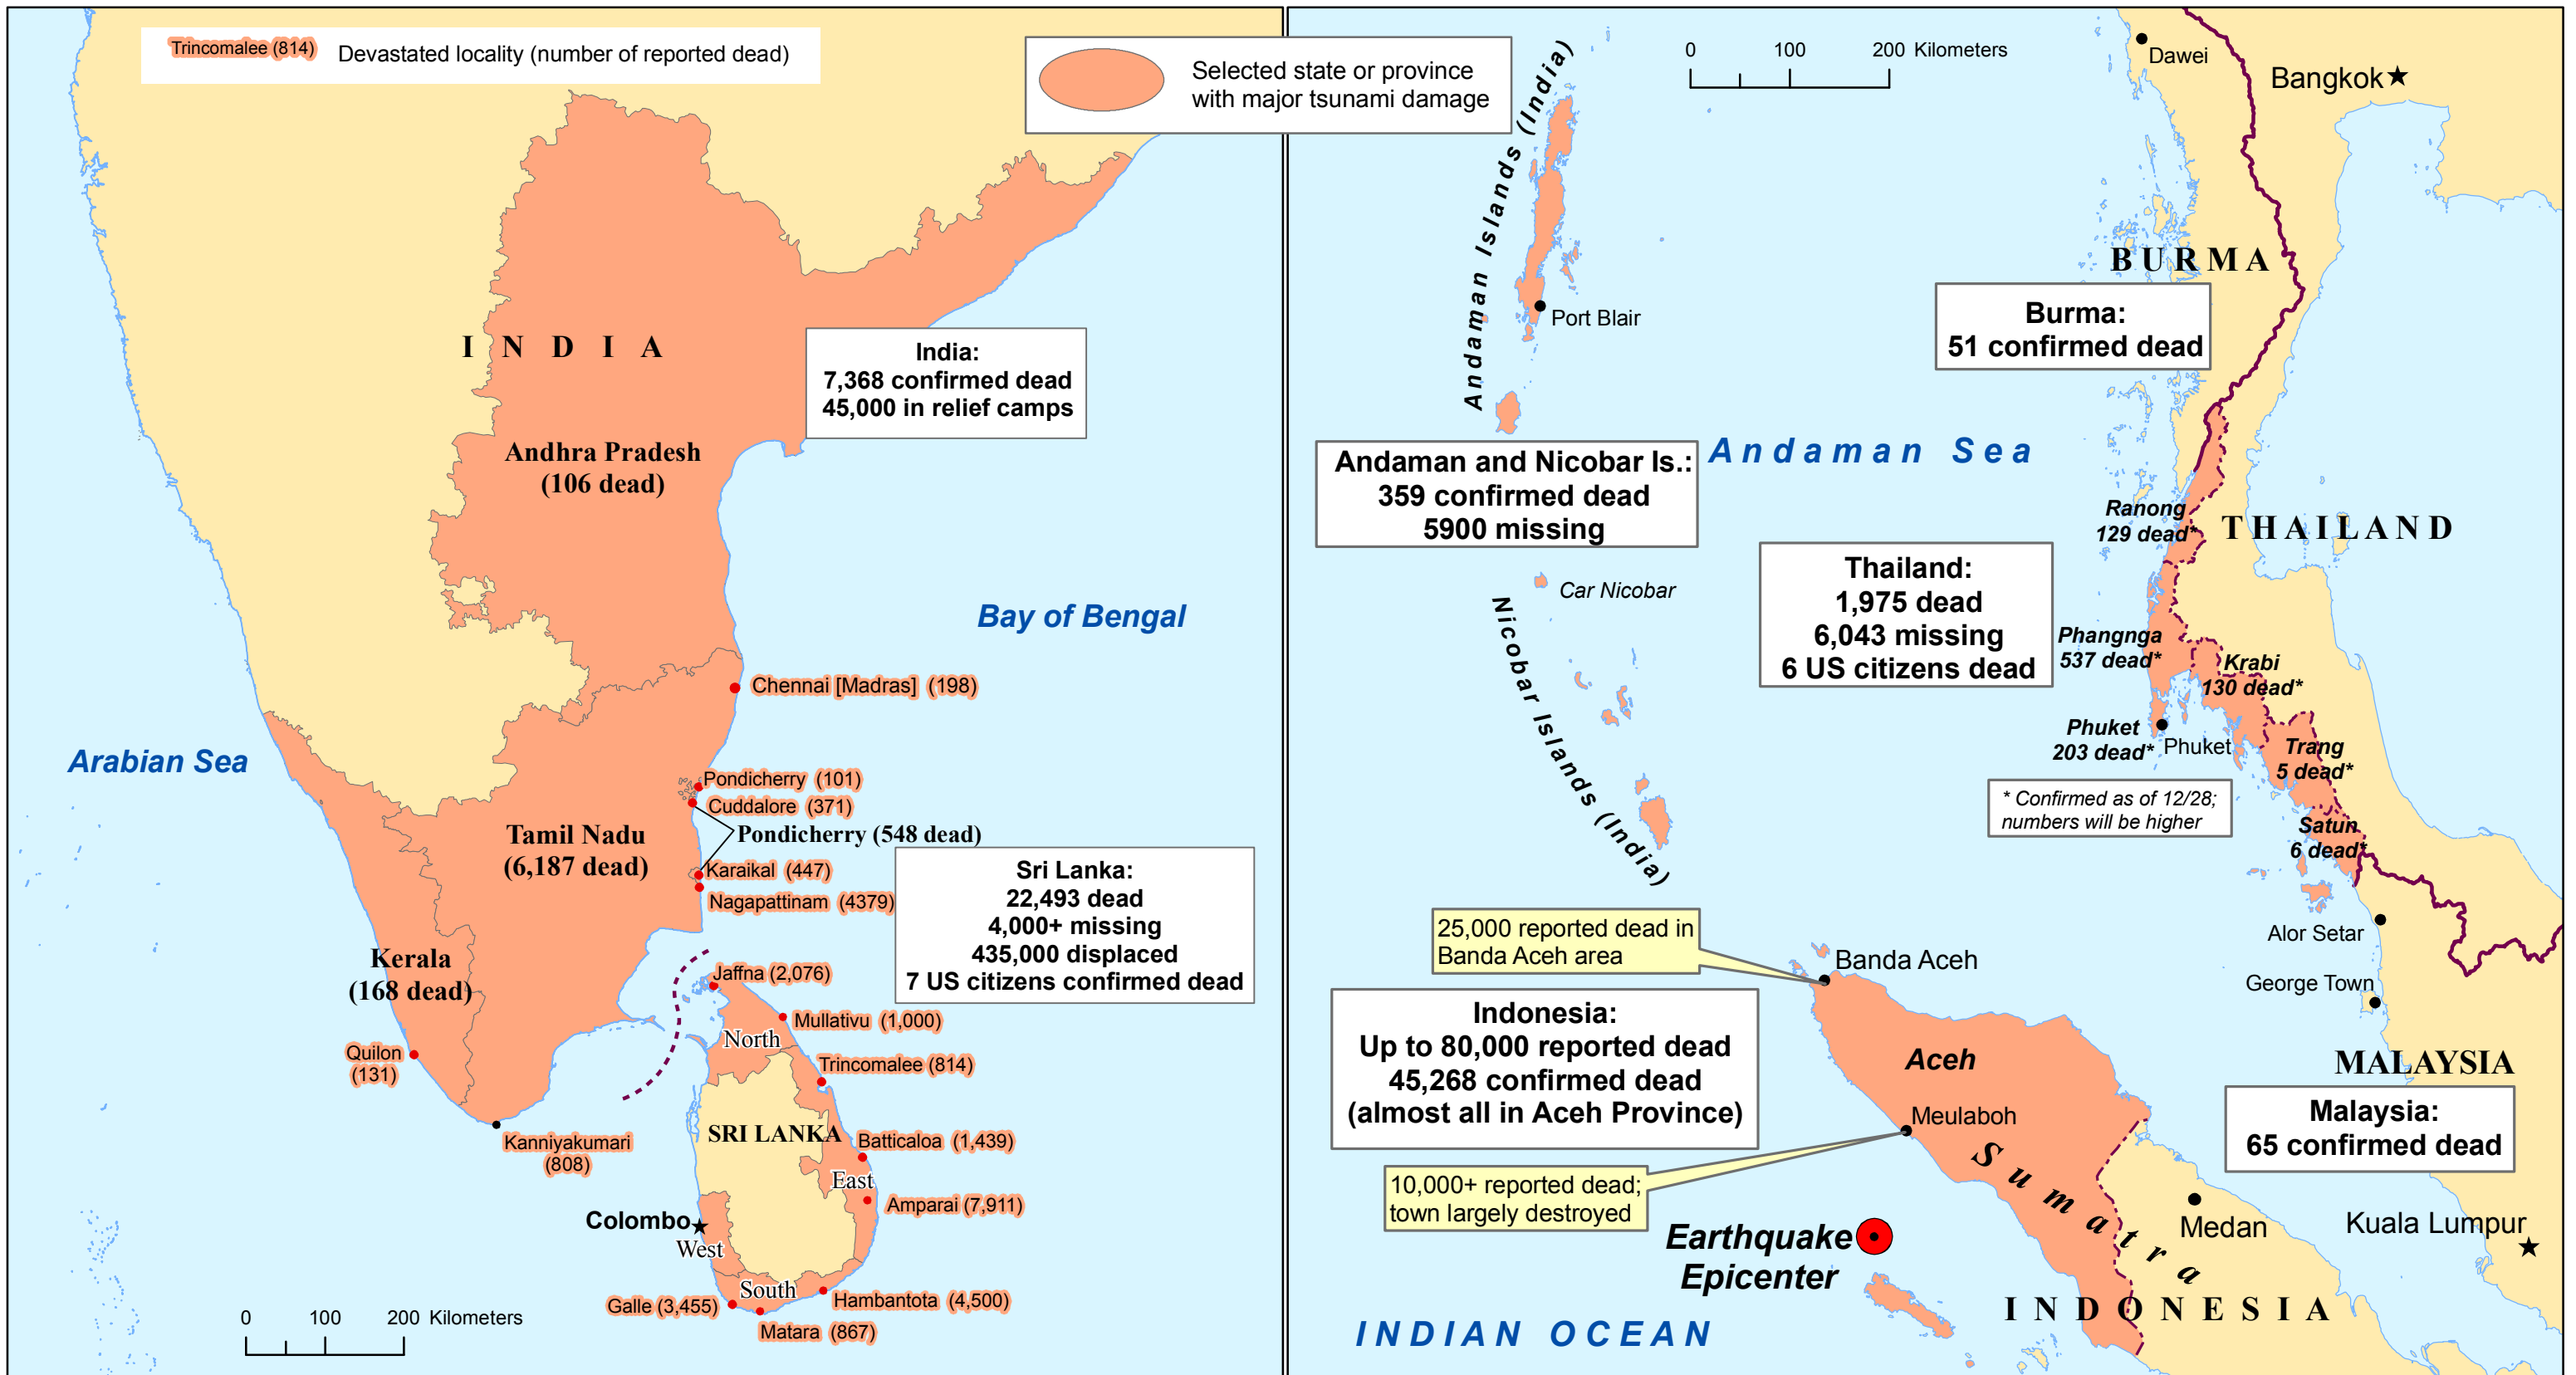 Trincomalee (814)
Devastated locality (number of reported dead)
Selected state or province
with major tsunami damage
I N D I A
India:
7,368 confirmed dead
45,000 in relief camps
Andhra Pradesh
(106 dead)
Bay of Bengal
Arabian Sea
Chennai [Madras] (198)
Pondicherry (101)
Cuddalore (371)
Pondicherry (548 dead)
Tamil Nadu
(6,187 dead)
Karaikal (447)
Nagapattinam (4379)
Sri Lanka:
22,493 dead
4,000+ missing
435,000 displaced
7 US citizens confirmed dead
Kerala
(168 dead)
Jaffna (2,076)
Mullativu (1,000)
North
Quilon
(131)
Trincomalee (814)
Kanniyakumari
(808)
SRI LANKA
Batticaloa (1,439)
East
Amparai (7,911)
Colombo
West
South
Galle (3,455)
Hambantota (4,500)
Matara (867)
0 100 200 Kilometers
0 100 200 Kilometers
Dawei
Bangkok
Andaman Islands (India)
BURMA
Port Blair
Burma:
51 confirmed dead
Andaman Sea
Andaman and Nicobar Is.:
359 confirmed dead
5900 missing
Ranong
129 dead*
THAILAND
Car Nicobar
Nicobar Islands (India)
Thailand:
1,975 dead
6,043 missing
6 US citizens dead
Phangnga
537 dead*
Krabi
130 dead*
Phuket
203 dead*
Phuket
Trang
5 dead*
* Confirmed as of 12/28;
numbers will be higher
Satun
6 dead*
25,000 reported dead in
Banda Aceh area
Banda Aceh
Alor Setar
George Town
Indonesia:
Up to 80,000 reported dead
45,268 confirmed dead
(almost all in Aceh Province)
Aceh
MALAYSIA
Malaysia:
65 confirmed dead
Meulaboh
Sumatra
10,000+ reported dead;
town largely destroyed
Medan
Kuala Lumpur
Earthquake
Epicenter
INDONESIA
INDIAN OCEAN